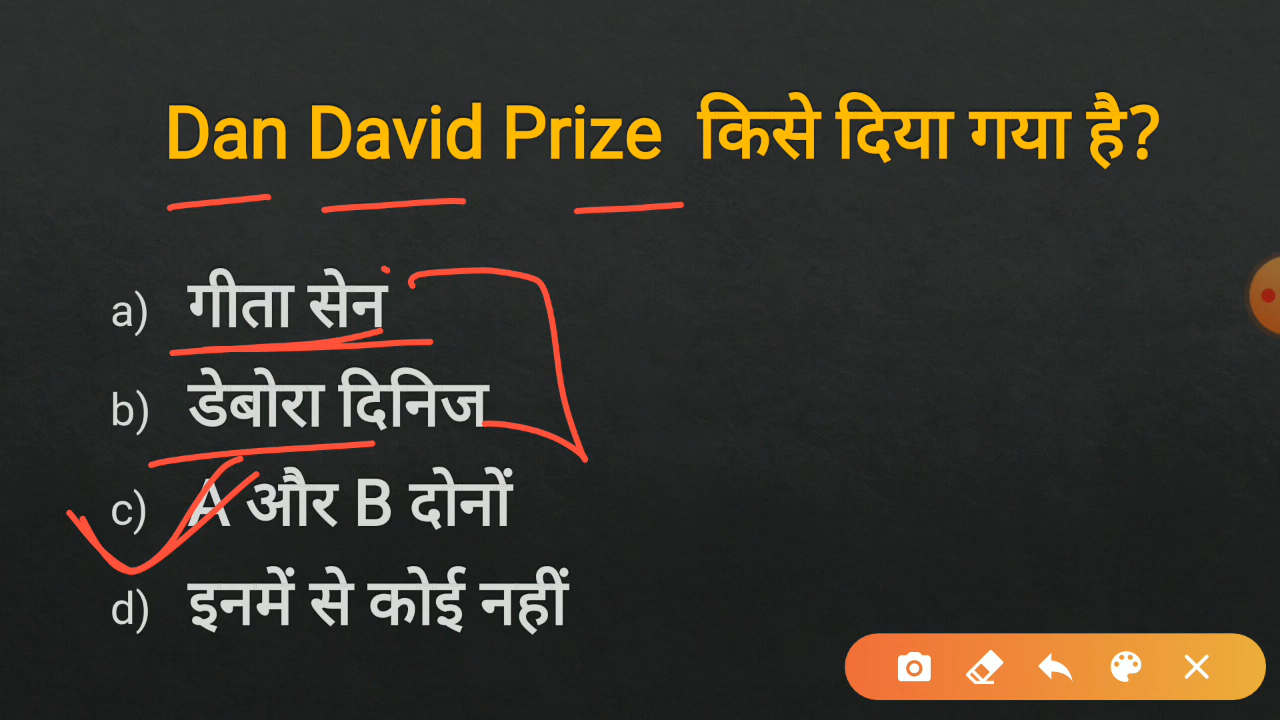 Dan David Prize किसे दिया गया है?
a) गीता सेन
b) डेबोरा दिनिज
c) A और B दोनों
d) इनमें से कोई नहीं